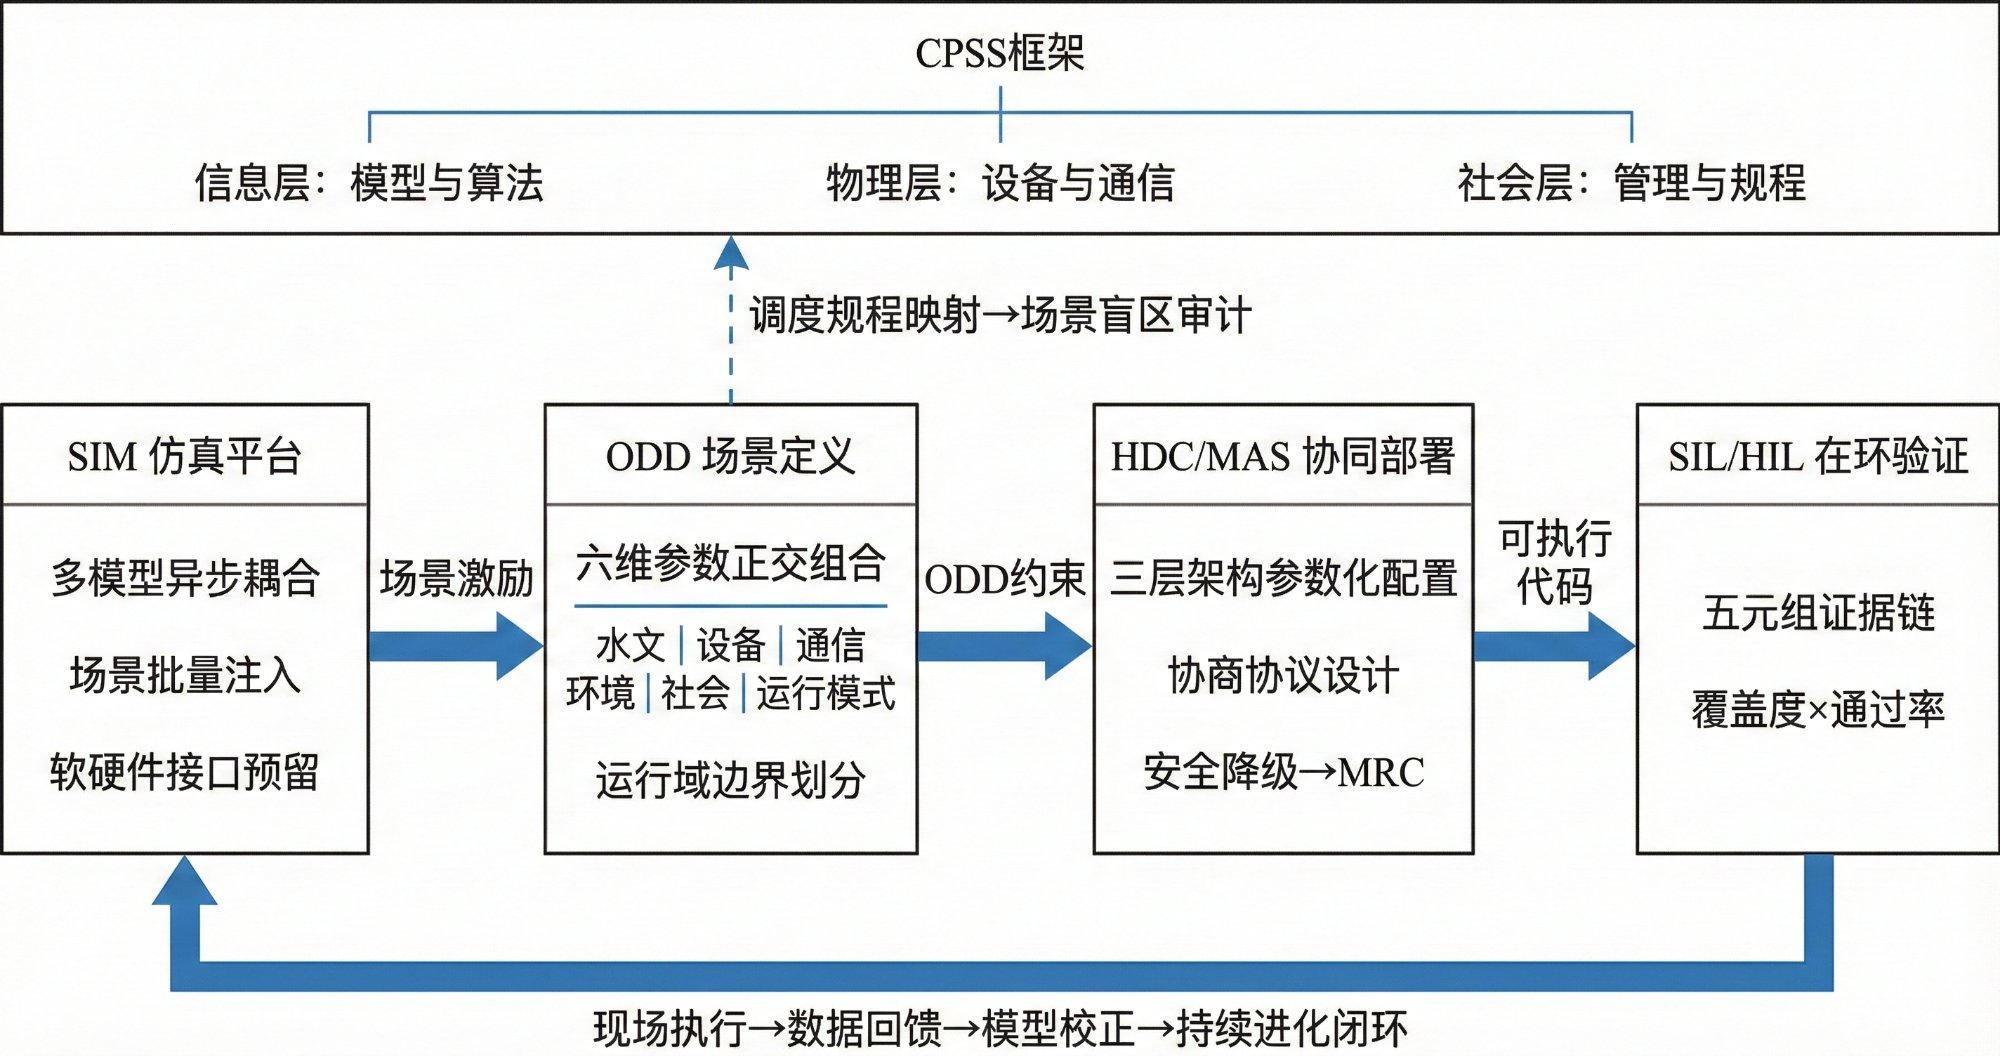 CPSS框架
信息层：模型与算法
物理层：设备与通信
社会层：管理与规程
调度规程映射→场景盲区审计
SIM 仿真平台
多模型异步耦合
场景批量注入
软硬件接口预留
场景激励
ODD 场景定义
六维参数正交组合
水文|设备|通信
环境|社会|运行模式
运行域边界划分
ODD约束
HDC/MAS 协同部署
三层架构参数化配置
协商协议设计
安全降级→MRC
可执行
代码
SIL/HIL 在环验证
五元组证据链
覆盖度×通过率
现场执行→数据回馈→模型校正→持续进化闭环